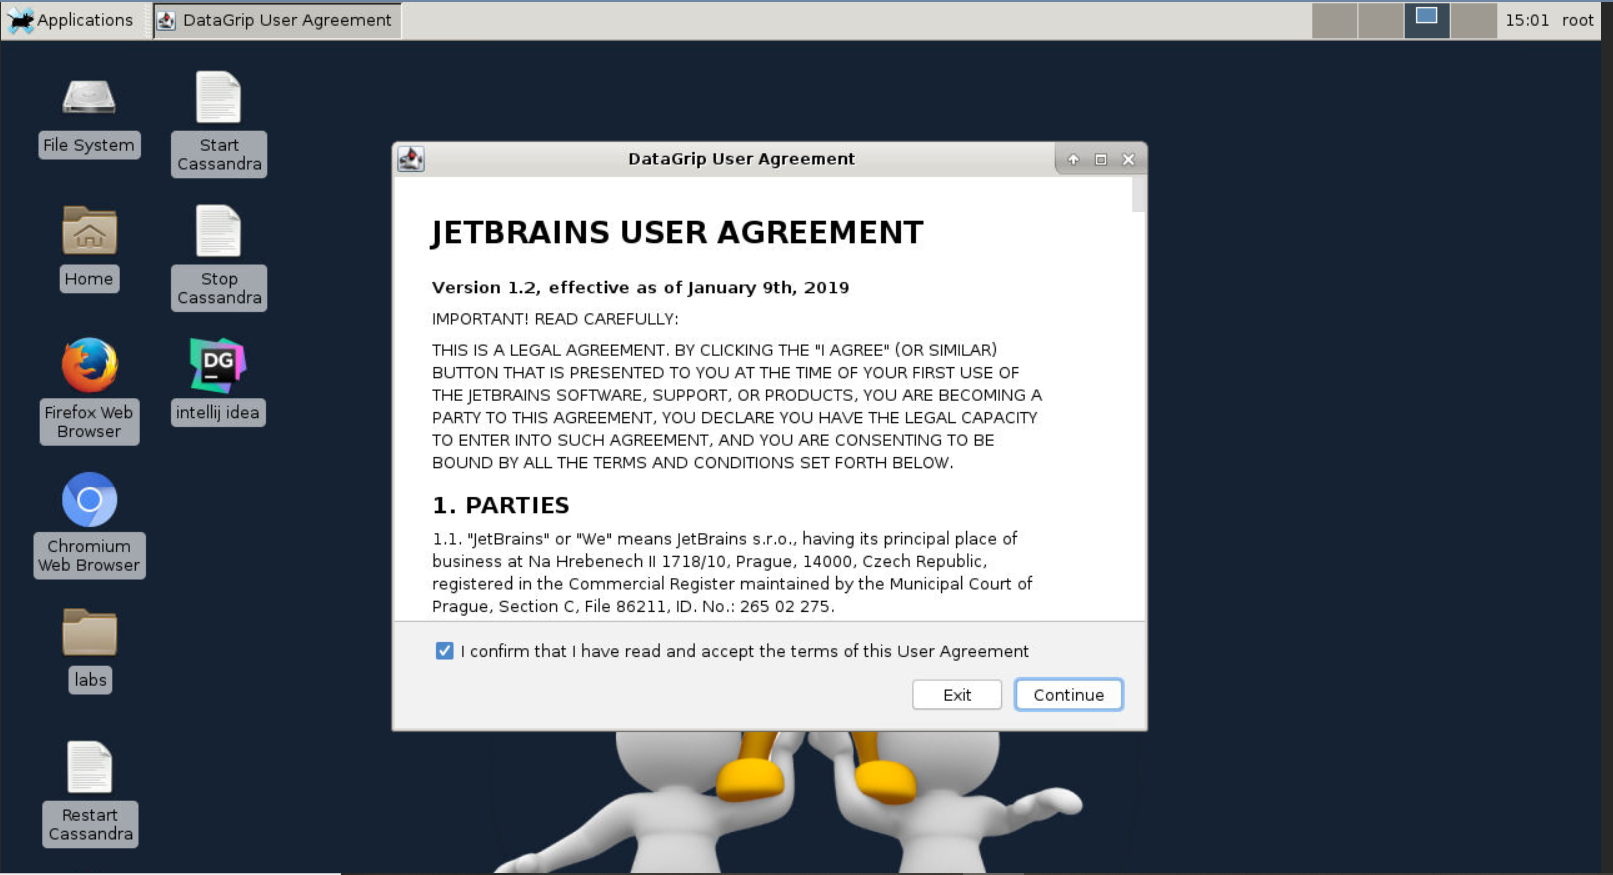 Applications
DataGrip User Agreement
15:01 root
File System
Start
Cassandra
Home
Stop
Cassandra
Firefox Web
Browser
DG
intellij idea
Chromium
Web Browser
labs
Restart
Cassandra
DataGrip User Agreement
JETBRAINS USER AGREEMENT
Version 1.2, effective as of January 9th, 2019
IMPORTANT! READ CAREFULLY:
THIS IS A LEGAL AGREEMENT. BY CLICKING THE "I AGREE" (OR SIMILAR)
BUTTON THAT IS PRESENTED TO YOU AT THE TIME OF YOUR FIRST USE OF
THE JETBRAINS SOFTWARE, SUPPORT, OR PRODUCTS, YOU ARE BECOMING A
PARTY TO THIS AGREEMENT, YOU DECLARE YOU HAVE THE LEGAL CAPACITY
TO ENTER INTO SUCH AGREEMENT, AND YOU ARE CONSENTING TO BE
BOUND BY ALL THE TERMS AND CONDITIONS SET FORTH BELOW.
1. PARTIES
1.1. "JetBrains" or "We" means JetBrains s.r.o., having its principal place of
business at Na Hrebenech II 1718/10, Prague, 14000, Czech Republic,
registered in the Commercial Register maintained by the Municipal Court of
Prague, Section C, File 86211, ID. No.: 265 02 275.
I confirm that I have read and accept the terms of this User Agreement
Exit
Continue